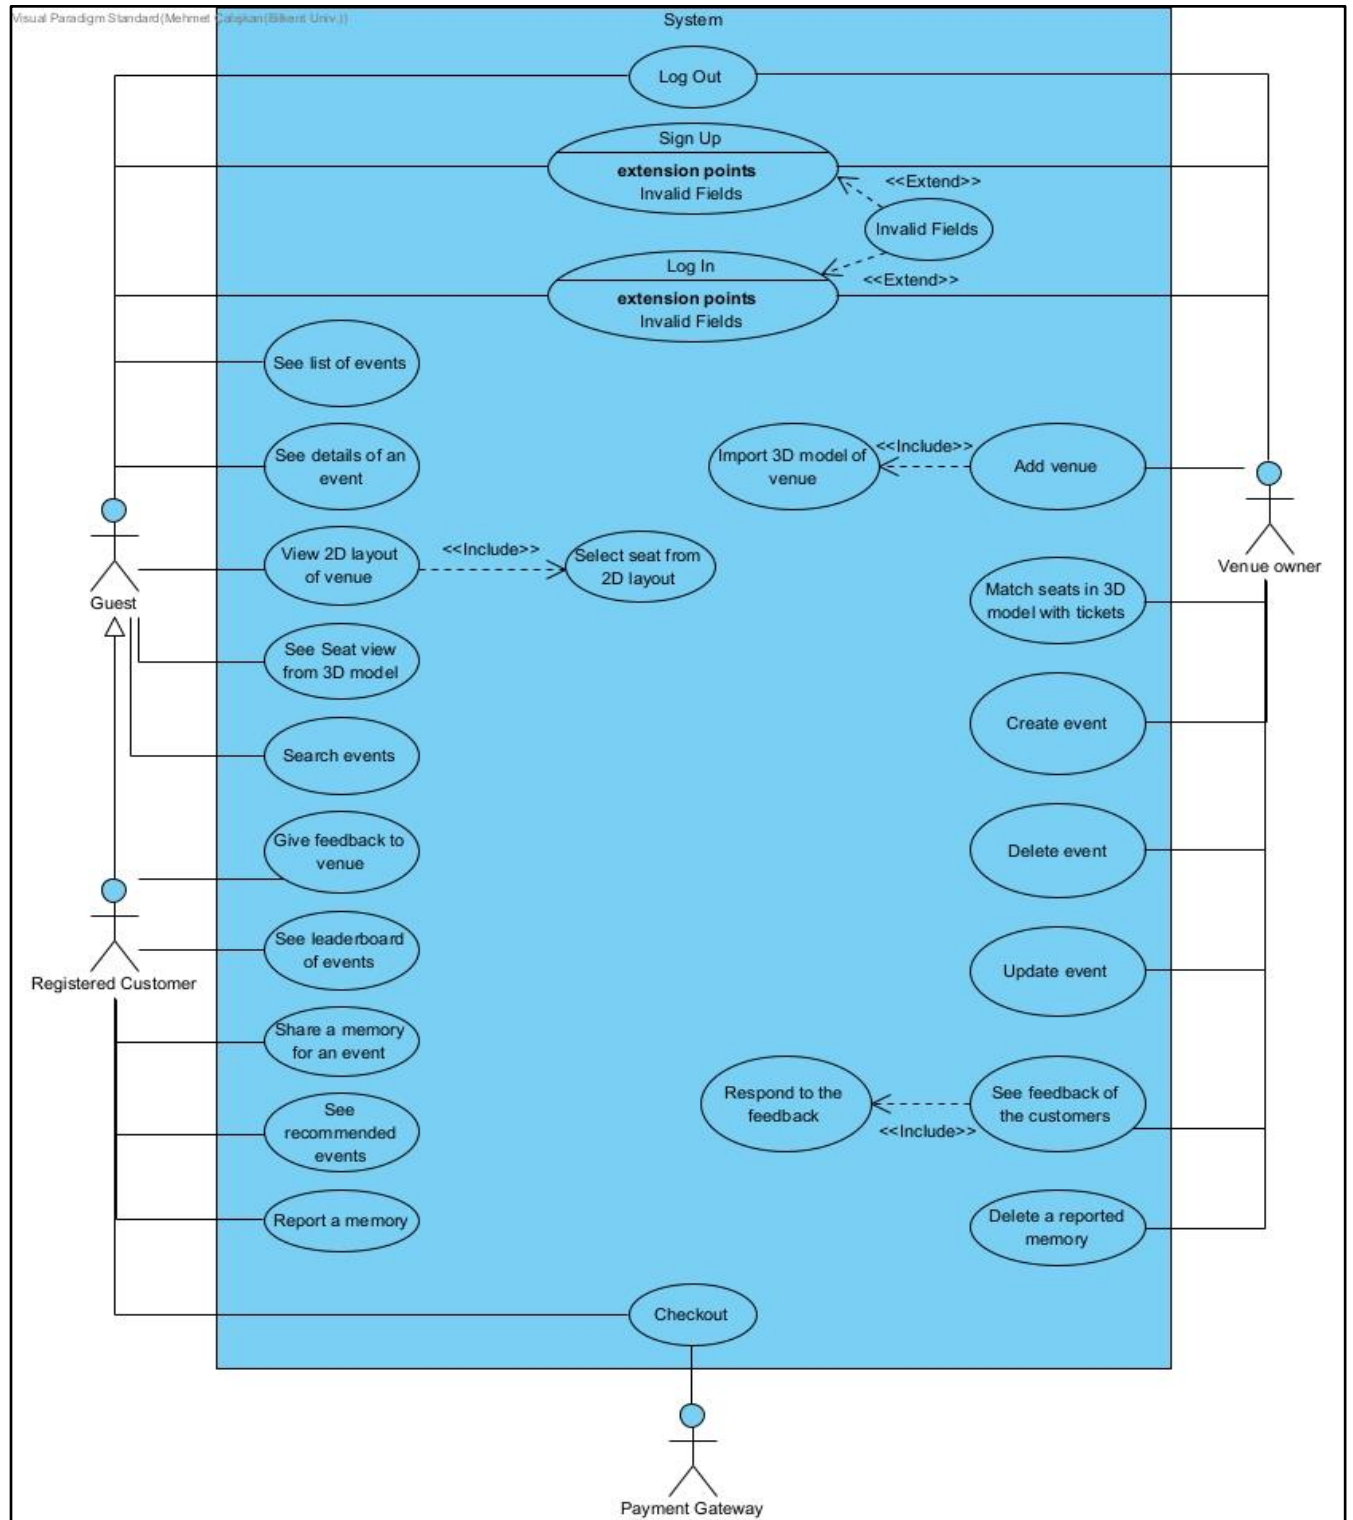 Visual Paradigm Standard(Mehmet Çalışkan(Bilkent Univ.))
System
Log Out
Sign Up
extension points
Invalid Fields
<<Extend>>
Invalid Fields
<<Extend>>
Log In
extension points
Invalid Fields
See list of events
See details of an
event
Import 3D model of
venue
<<Include>>
Add venue
Guest
View 2D layout
of venue
<<Include>>
Select seat from
2D layout
Venue owner
Match seats in 3D
model with tickets
See Seat view
from 3D model
Create event
Search events
Give feedback to
venue
Delete event
Registered Customer
See leaderboard
of events
Update event
Share a memory
for an event
Respond to the
feedback
<<Include>>
See feedback of
the customers
See
recommended
events
Report a memory
Delete a reported
memory
Checkout
Payment Gateway